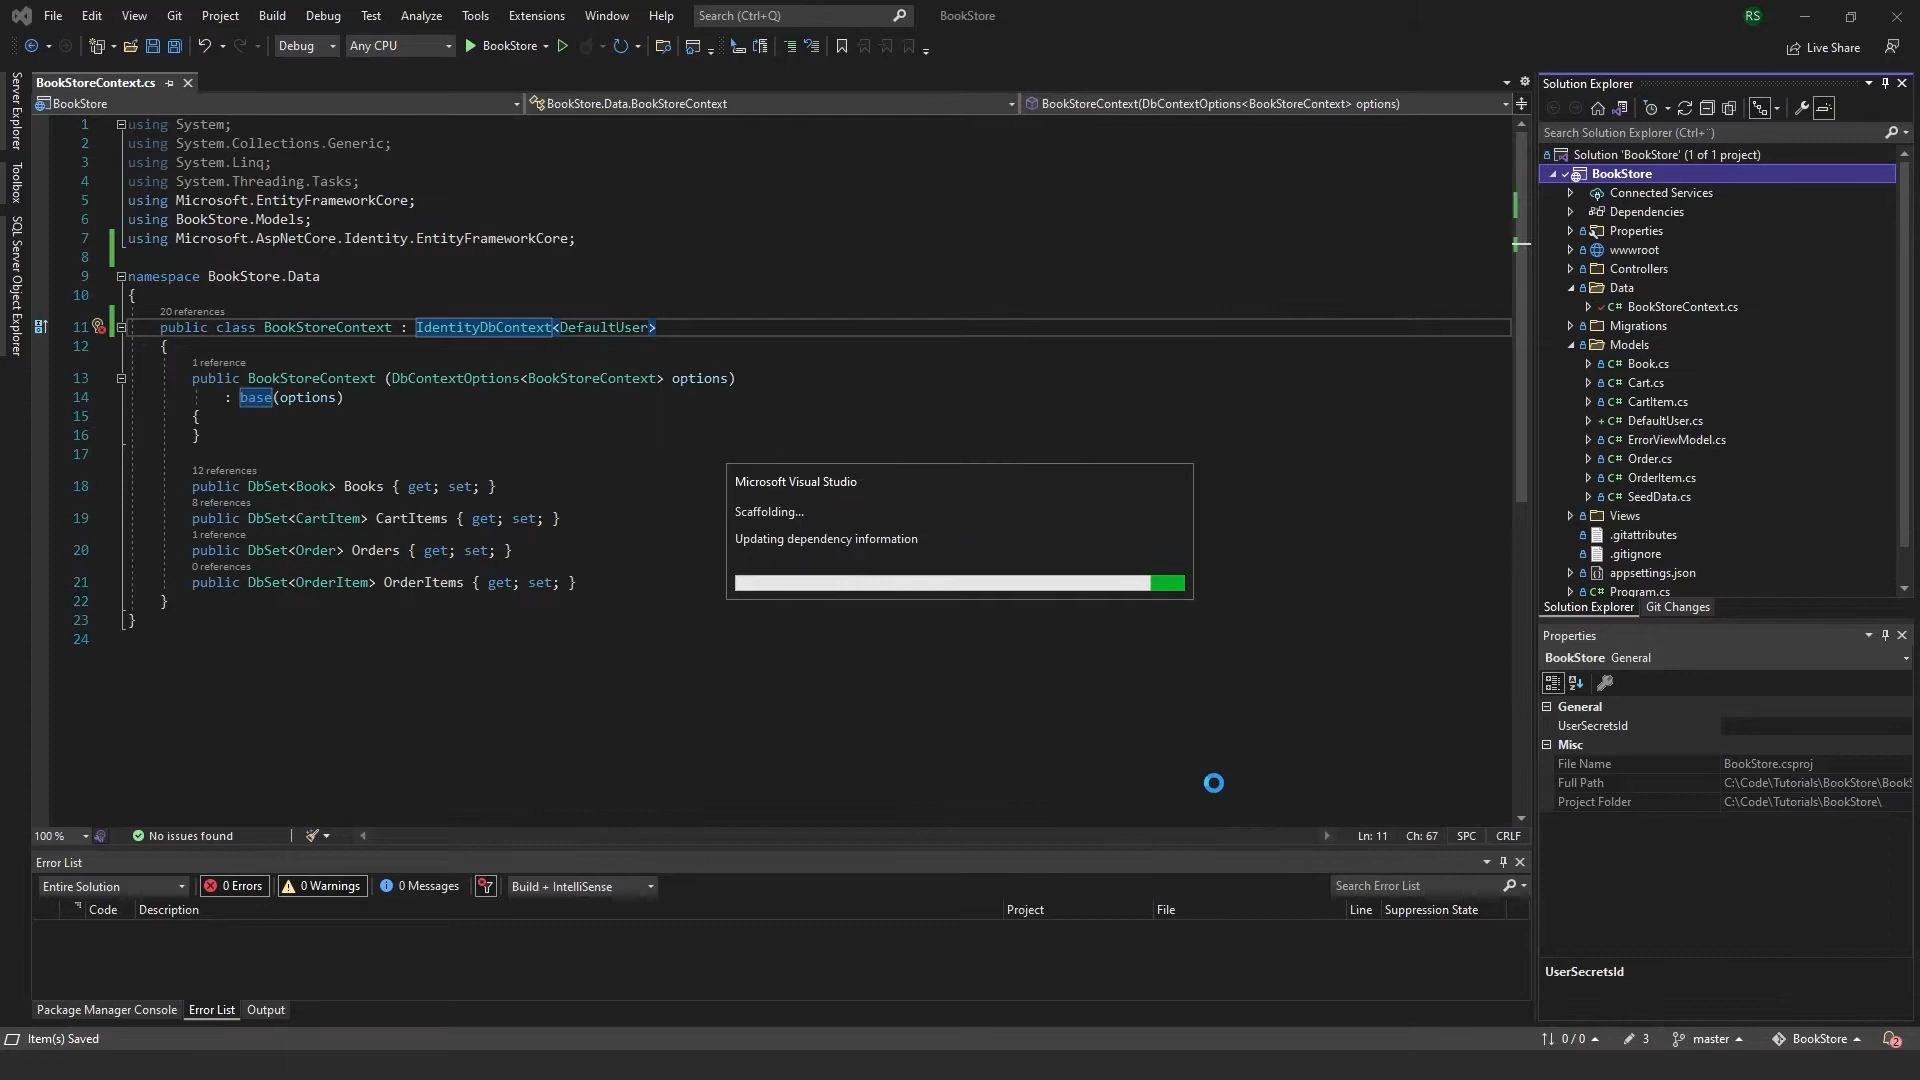 File Edit View Git Project Build Debug Test Analyze Tools Extensions Window Help Search (Ctrl+Q) BookStore RS
Debug Any CPU BookStore Live Share
Server Explorer
Toolbox
SQL Server Object Explorer
BookStoreContext.cs
BookStore BookStore.Data.BookStoreContext BookStoreContext(DbContextOptions<BookStoreContext> options)
1 using System;
2 using System.Collections.Generic;
3 using System.Linq;
4 using System.Threading.Tasks;
5 using Microsoft.EntityFrameworkCore;
6 using BookStore.Models;
7 using Microsoft.AspNetCore.Identity.EntityFrameworkCore;
8
9 namespace BookStore.Data
10 {
20 references
11 public class BookStoreContext : IdentityDbContext<DefaultUser>
12 {
1 reference
13 public BookStoreContext (DbContextOptions<BookStoreContext> options)
14 : base(options)
15 {
16 }
17
12 references
18 public DbSet<Book> Books { get; set; }
8 references
19 public DbSet<CartItem> CartItems { get; set; }
1 reference
20 public DbSet<Order> Orders { get; set; }
0 references
21 public DbSet<OrderItem> OrderItems { get; set; }
22 }
23 }
24
Microsoft Visual Studio
Scaffolding...
Updating dependency information
100 % No issues found Ln: 11 Ch: 67 SPC CRLF
Error List
Entire Solution 0 Errors 0 Warnings 0 Messages Build + IntelliSense Search Error List
Code Description Project File Line Suppression State
Package Manager Console Error List Output
Solution Explorer
Search Solution Explorer (Ctrl+¨)
Solution 'BookStore' (1 of 1 project)
BookStore
Connected Services
Dependencies
Properties
wwwroot
Controllers
Data
C# BookStoreContext.cs
Migrations
Models
C# Book.cs
C# Cart.cs
C# CartItem.cs
C# DefaultUser.cs
C# ErrorViewModel.cs
C# Order.cs
C# OrderItem.cs
C# SeedData.cs
Views
.gitattributes
.gitignore
appsettings.json
C# Program.cs
Solution Explorer Git Changes
Properties
BookStore General
General
UserSecretsId
Misc
File Name BookStore.csproj
Full Path C:\Code\Tutorials\BookStore\BookS
Project Folder C:\Code\Tutorials\BookStore\
UserSecretsId
Item(s) Saved 0 / 0 3 master BookStore 2